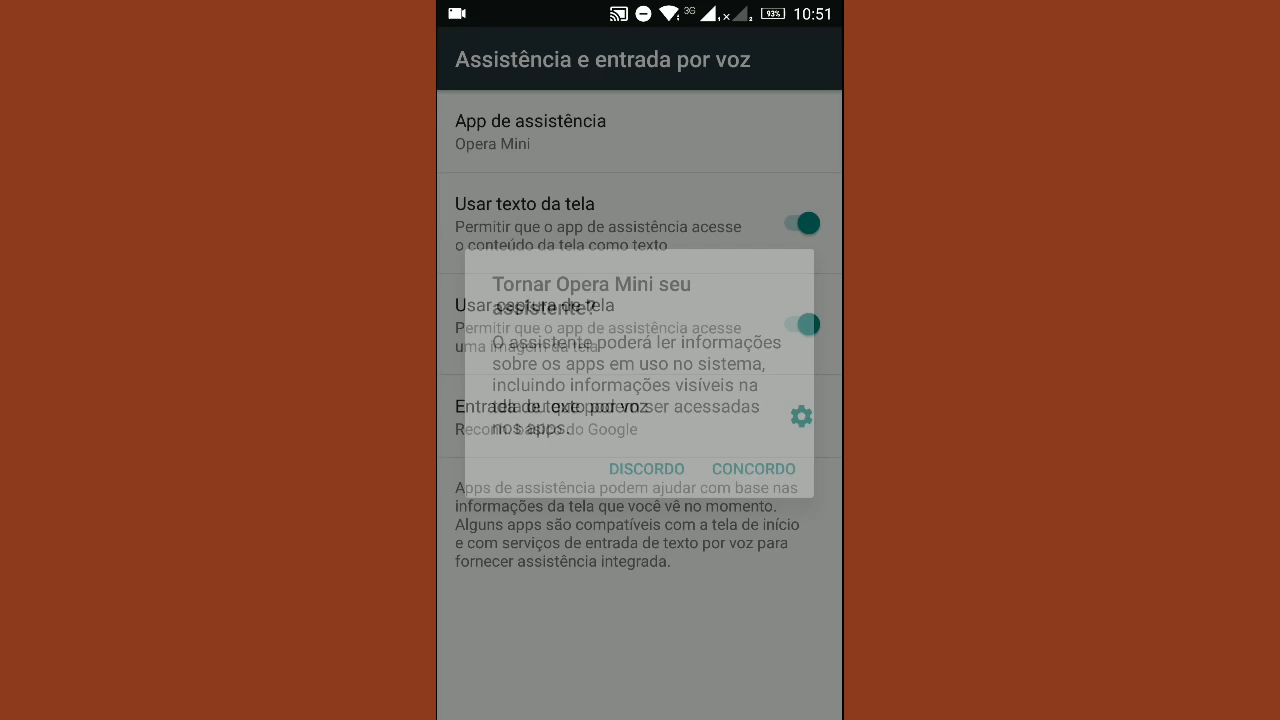 3G
1
x
2
93%
10:51
Assistência e entrada por voz
App de assistência
Opera Mini
Usar texto da tela
Permitir que o app de assistência acesse
o conteúdo da tela como texto
Usar captura de tela
Permitir que o app de assistência acesse
uma imagem da tela
Entrada de texto por voz
Recom. básico do Google
Apps de assistência podem ajudar com base nas
informações da tela que você vê no momento.
Alguns apps são compatíveis com a tela de início
e com serviços de entrada de texto por voz para
fornecer assistência integrada.
Tornar Opera Mini seu
assistente?
O assistente poderá ler informações
sobre os apps em uso no sistema,
incluindo informações visíveis na
tela ou que podem ser acessadas
nos apps.
DISCORDO
CONCORDO